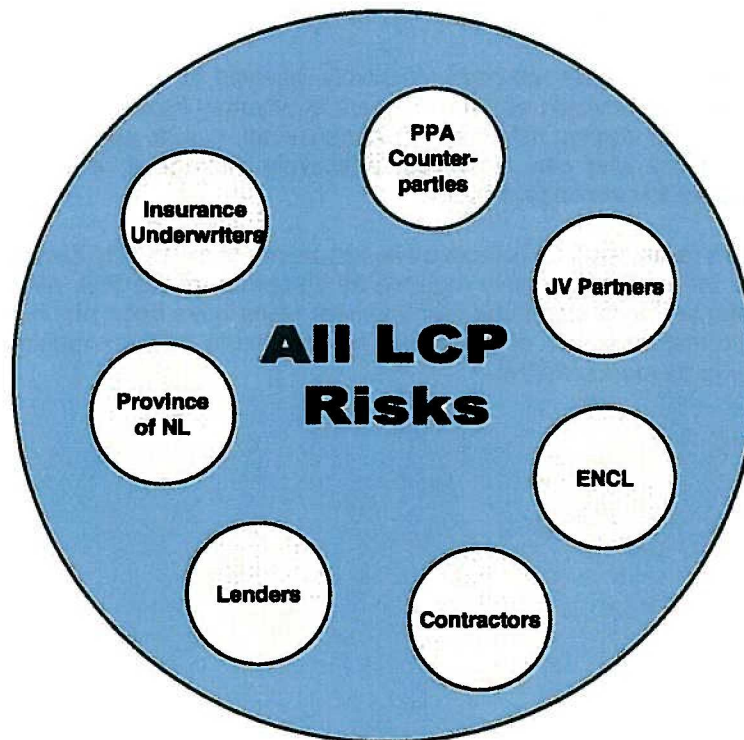 PPA
Counter-
parties
Insurance
Underwriters
JV Partners
All LCP
Risks
Province
of NL
ENCL
Lenders
Contractors